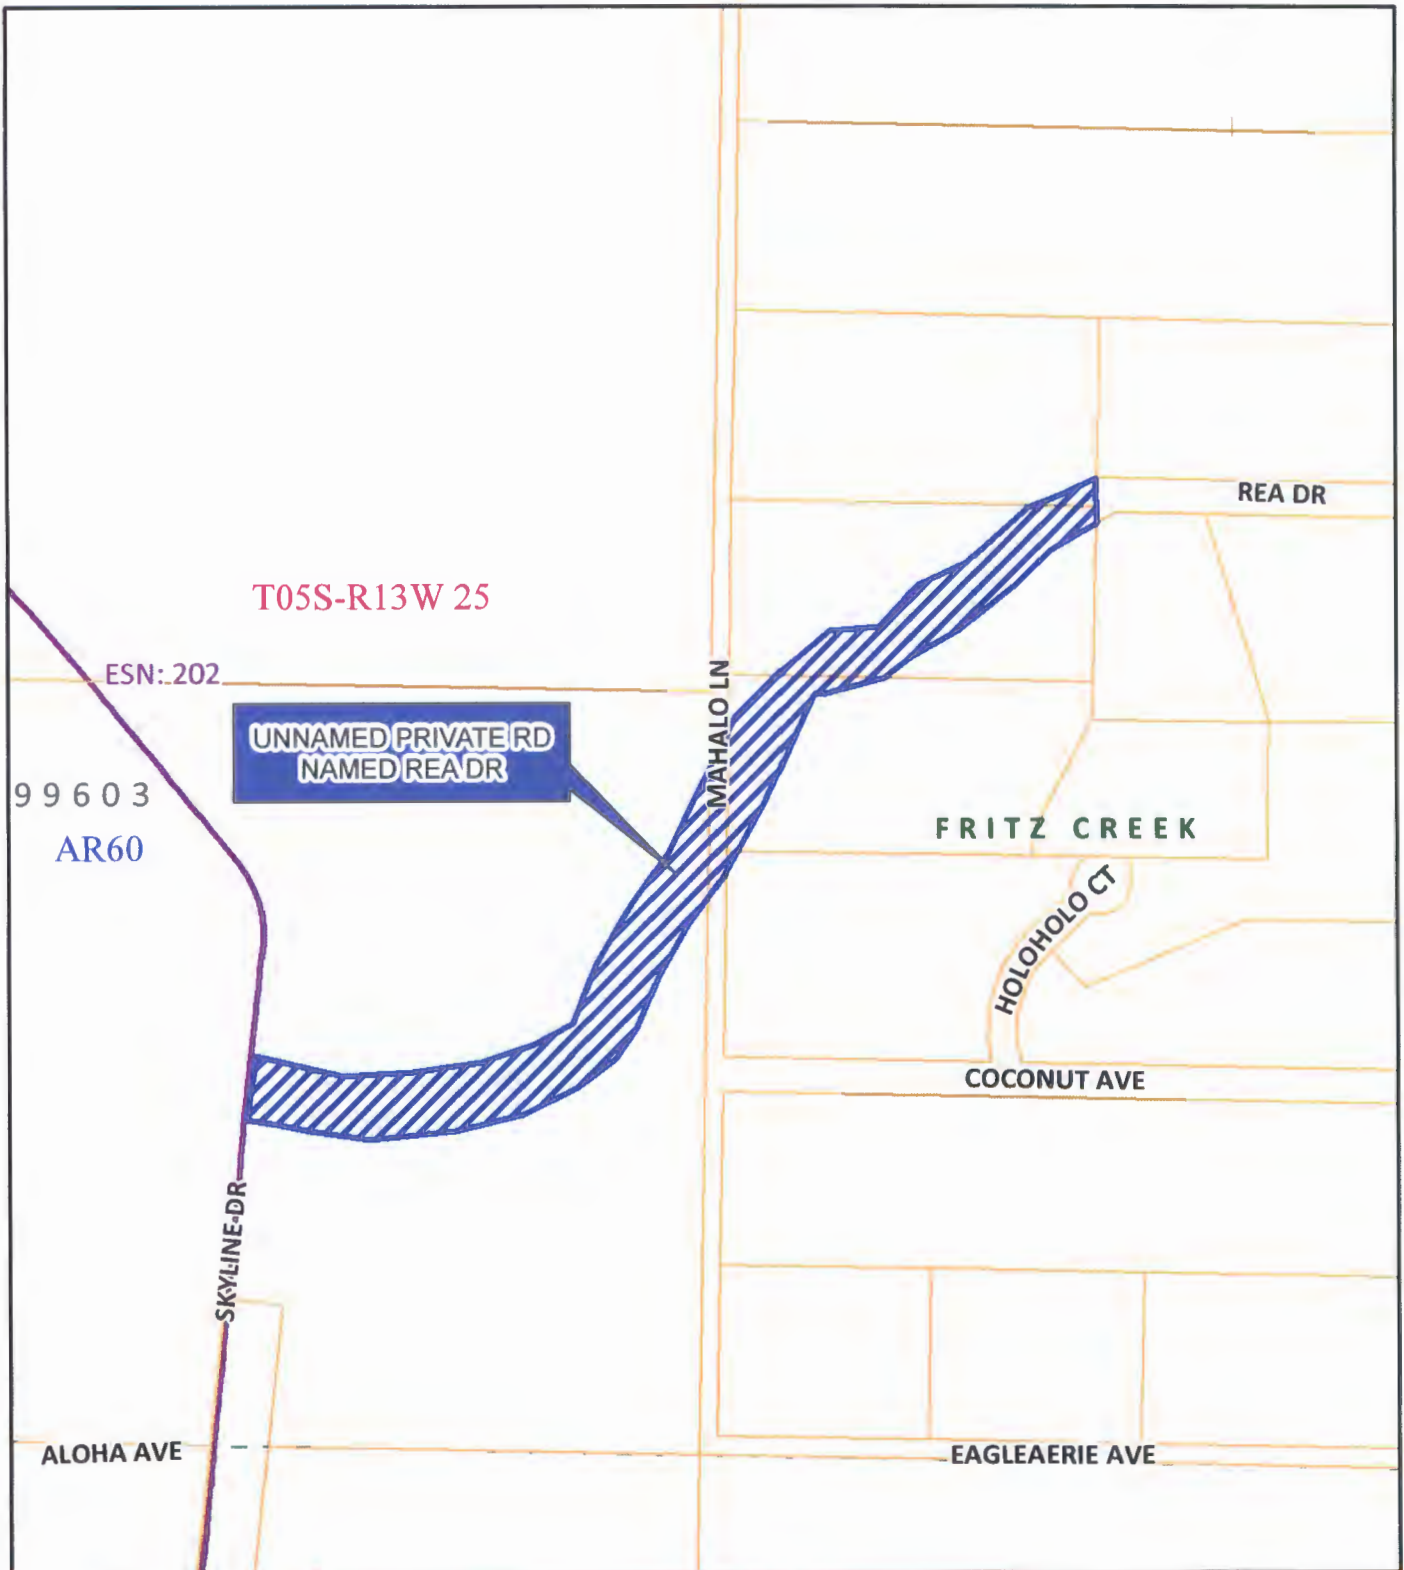 REA DR
T05S-R13W 25
ESN: 202
MAHALO LN
UNNAMED PRIVATE RD
NAMED REA DR
99603
AR60
FRITZ CREEK
HOLOHOLO CT
COCONUT AVE
SKYLINE DR
ALOHA AVE
EAGLEAERIE AVE